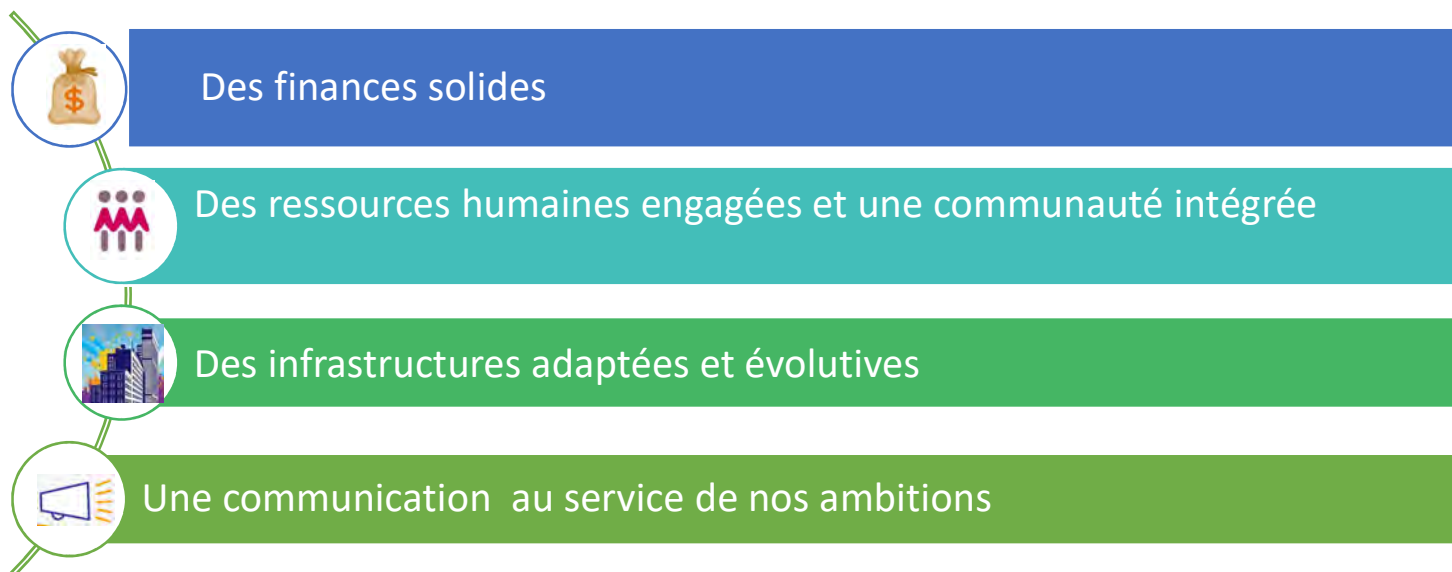 Des finances solides
Des ressources humaines engagées et une communauté intégrée
Des infrastructures adaptées et évolutives
Une communication  au service de nos ambitions